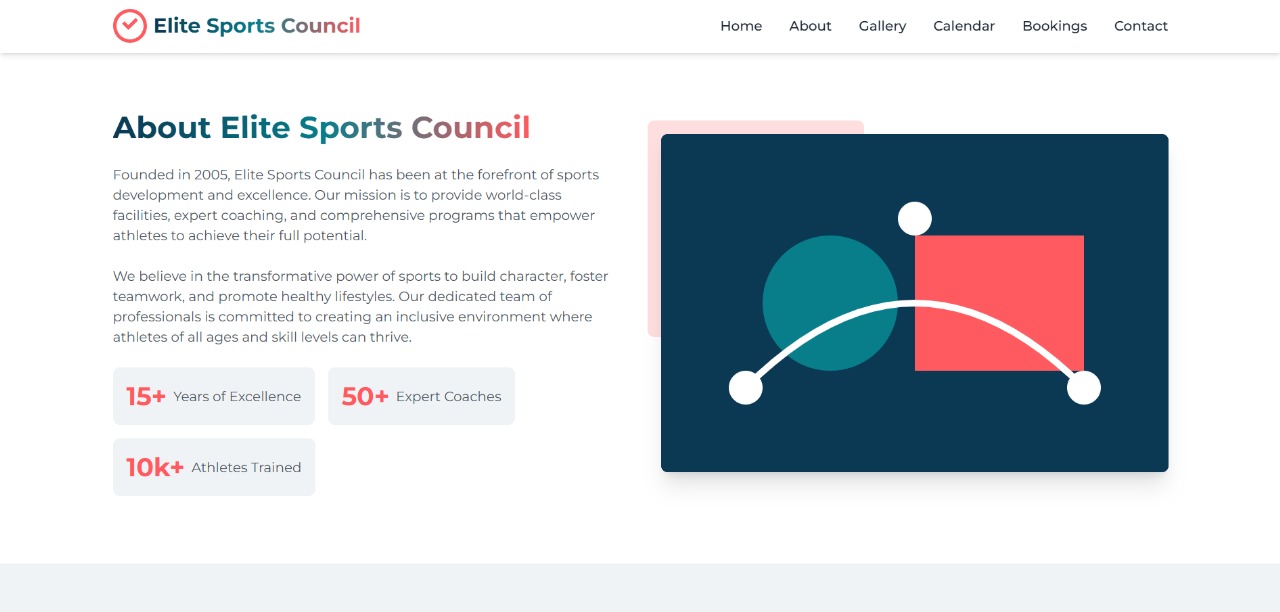 Elite Sports Council
Home About Gallery Calendar Bookings Contact
About Elite Sports Council
Founded in 2005, Elite Sports Council has been at the forefront of sports
development and excellence. Our mission is to provide world-class
facilities, expert coaching, and comprehensive programs that empower
athletes to achieve their full potential.
We believe in the transformative power of sports to build character, foster
teamwork, and promote healthy lifestyles. Our dedicated team of
professionals is committed to creating an inclusive environment where
athletes of all ages and skill levels can thrive.
15+ Years of Excellence
50+ Expert Coaches
10k+ Athletes Trained